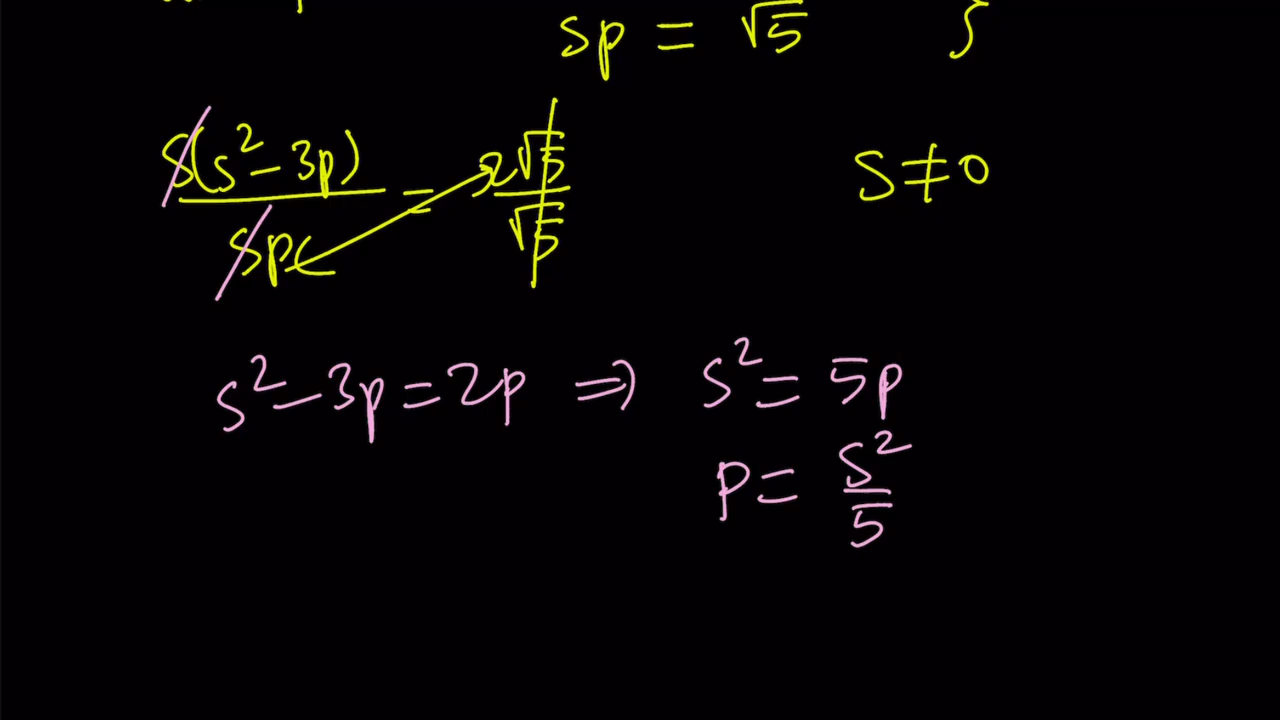 sp = √5 }
s(s² - 3p) / sp = 2√5 / √5 s ≠ 0
s² - 3p = 2p ⇒ s² = 5p
p = s² / 5